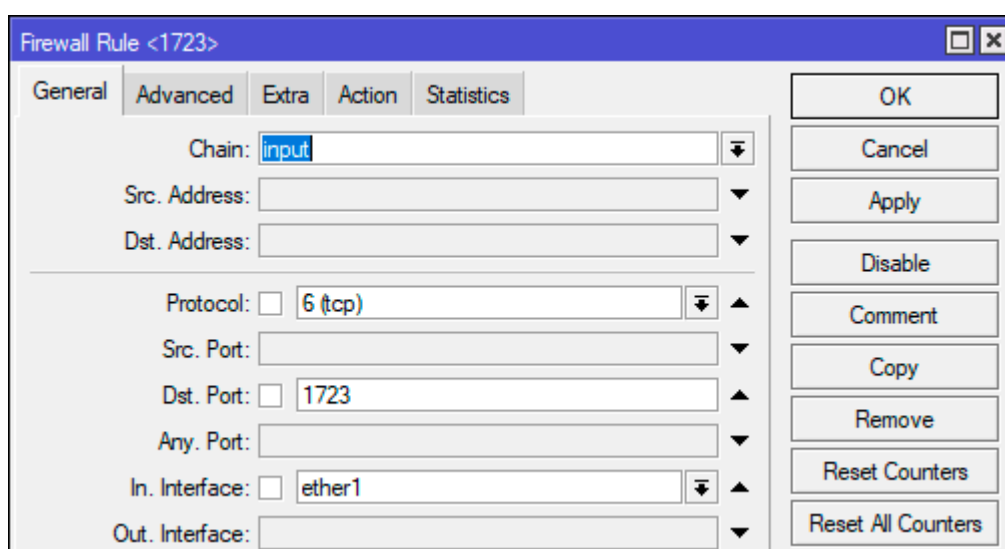 Firewall Rule <1723>
General Advanced Extra Action Statistics
OK
Chain: input
Cancel
Src. Address:
Apply
Dst. Address:
Disable
Protocol: 6 (tcp)
Comment
Src. Port:
Copy
Dst. Port: 1723
Remove
Any. Port:
Reset Counters
In. Interface: ether1
Reset All Counters
Out. Interface: